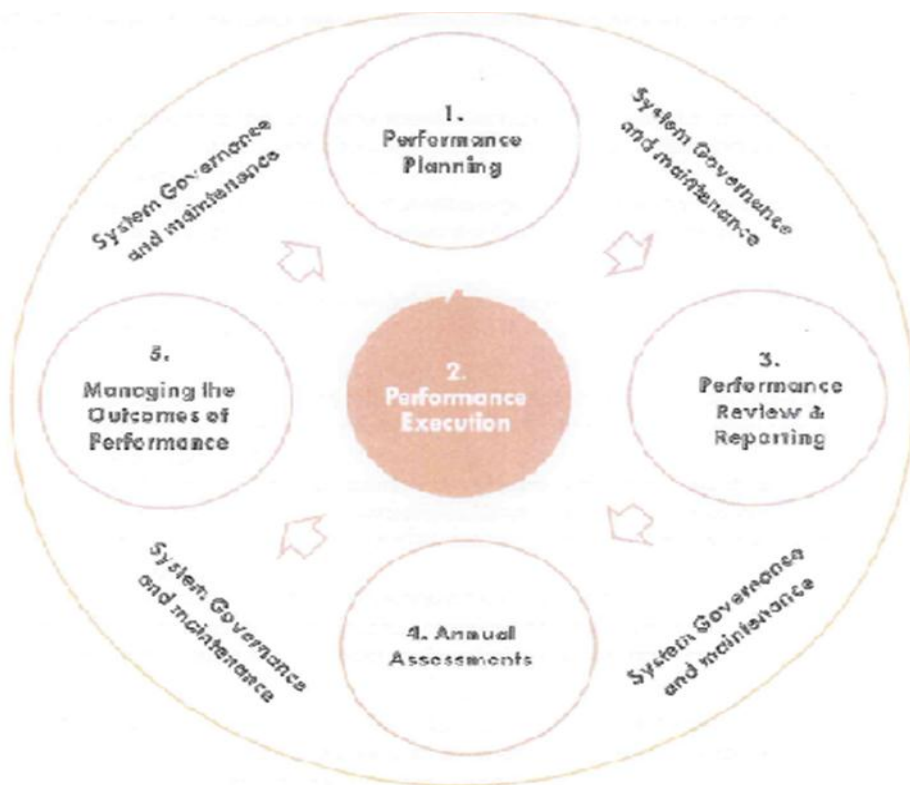 1.
Performance
Planning
System Governance
and maintenance
System Governance
and maintenance
5.
Managing the
Outcomes of
Performance
2.
Performance
Execution
3.
Performance
Review &
Reporting
System Governance
and maintenance
4. Annual
Assessments
System Governance
and maintenance